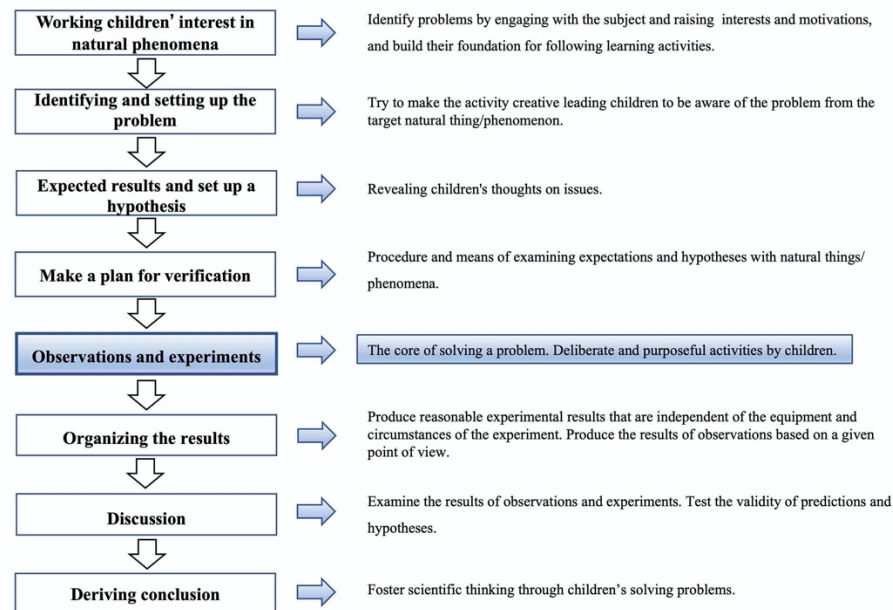 Working children’ interest in
natural phenomena
Identify problems by engaging with the subject and raising interests and motivations,
and build their foundation for following learning activities.
Identifying and setting up the
problem
Try to make the activity creative leading children to be aware of the problem from the
target natural thing/phenomenon.
Expected results and set up a
hypothesis
Revealing children's thoughts on issues.
Make a plan for verification
Procedure and means of examining expectations and hypotheses with natural things/
phenomena.
Observations and experiments
The core of solving a problem. Deliberate and purposeful activities by children.
Organizing the results
Produce reasonable experimental results that are independent of the equipment and
circumstances of the experiment. Produce the results of observations based on a given
point of view.
Discussion
Examine the results of observations and experiments. Test the validity of predictions and
hypotheses.
Deriving conclusion
Foster scientific thinking through children’s solving problems.